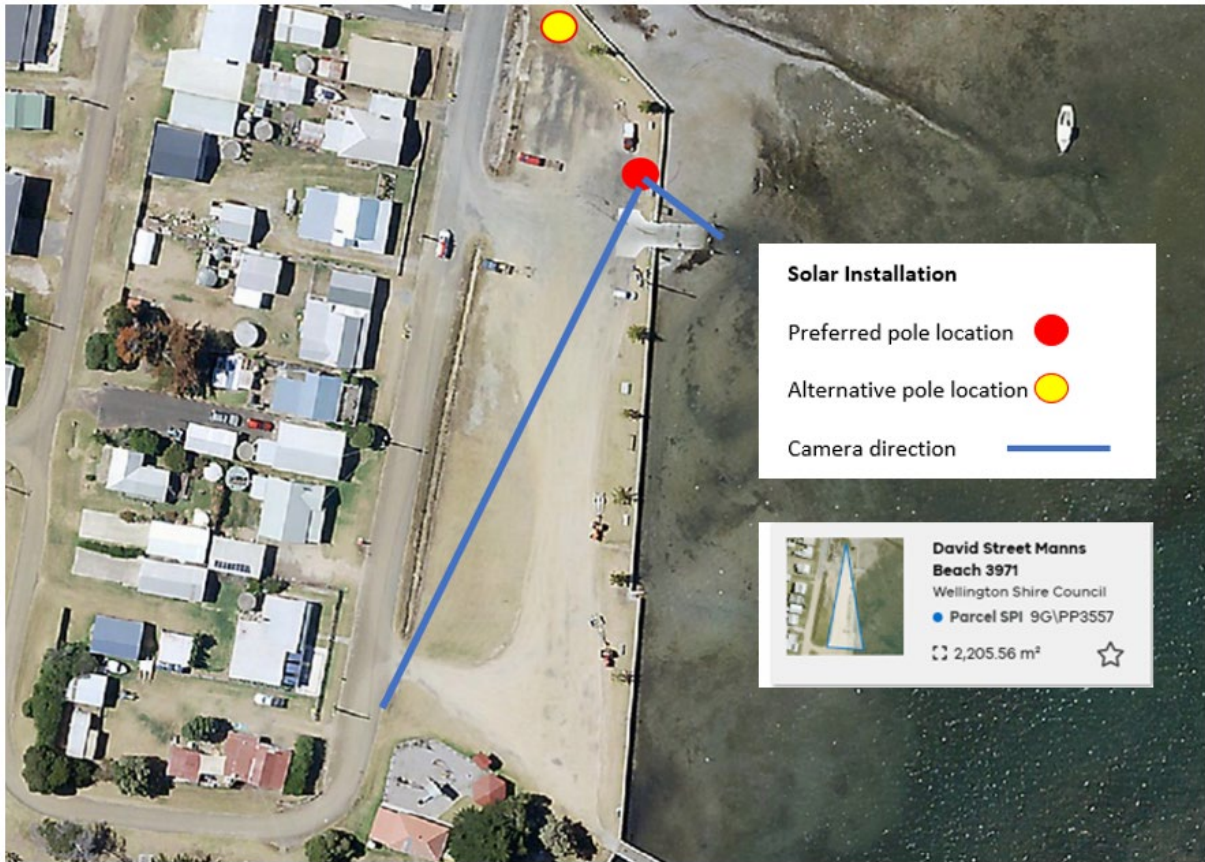 Solar Installation
Preferred pole location
Alternative pole location
Camera direction
David Street Manns
Beach 3971
Wellington Shire Council
Parcel SPI 9G\PP3557
2,205.56 m²